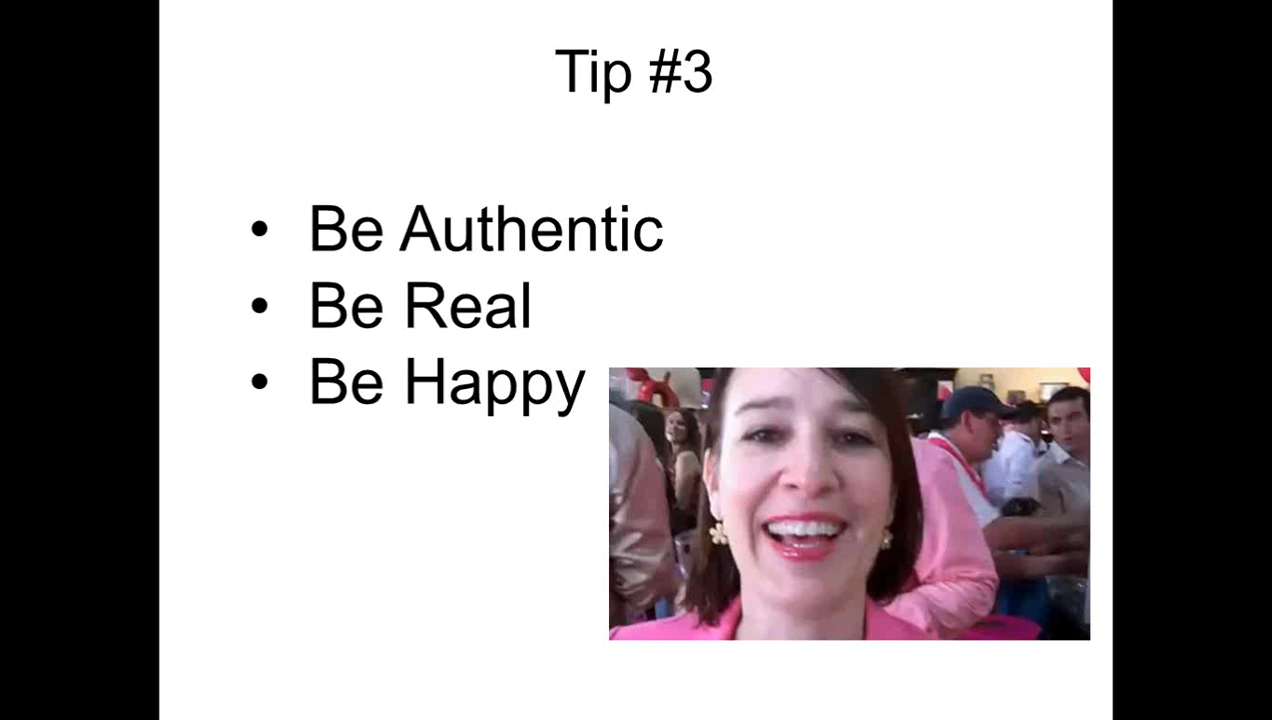 Tip #3
• Be Authentic
• Be Real
• Be Happy